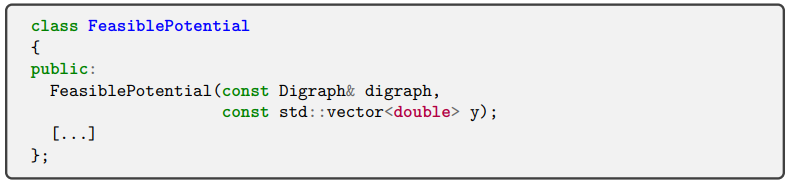 class FeasiblePotential
{
public:
  FeasiblePotential(const Digraph& digraph,
                    const std::vector<double> y);
  [...]
};